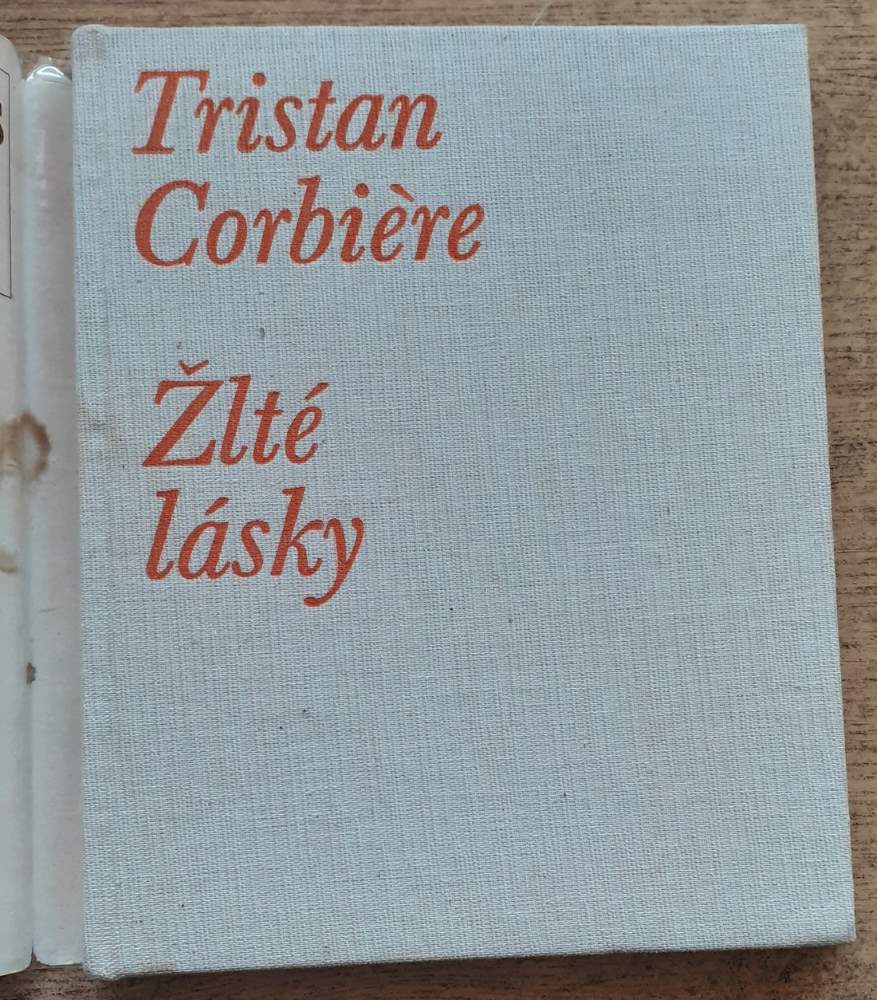 Tristan
Corbière
Žlté
lásky